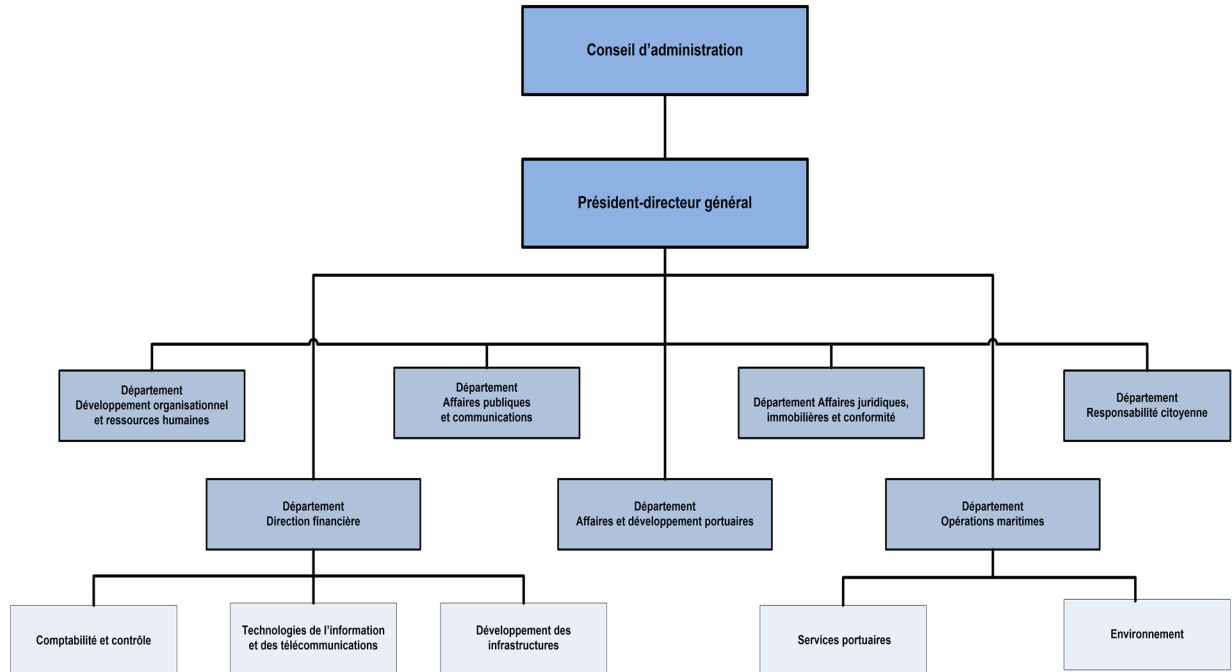 Conseil d’administration
Président-directeur général
Département
Développement organisationnel
et ressources humaines
Département
Affaires publiques
et communications
Département Affaires juridiques,
immobilières et conformité
Département
Responsabilité citoyenne
Département
Direction financière
Département
Affaires et développement portuaires
Département
Opérations maritimes
Comptabilité et contrôle
Technologies de l’information
et des télécommunications
Développement des
infrastructures
Services portuaires
Environnement